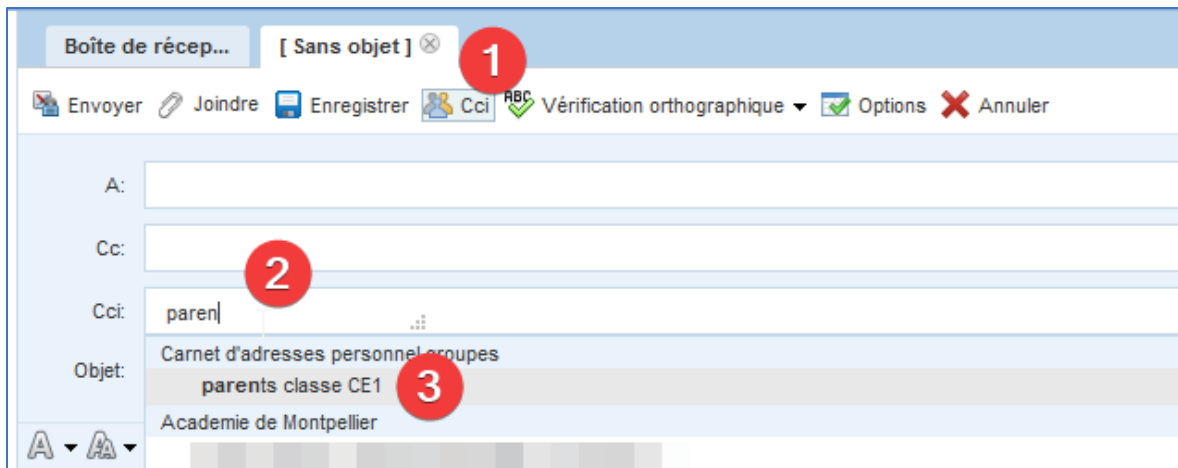 Boîte de récep... [ Sans objet ]
1
Envoyer Joindre Enregistrer Cci ABC Vérification orthographique Options Annuler
A:
Cc:
2
Cci: paren
Carnet d'adresses personnel groupes
Objet:
parents classe CE1 3
Academie de Montpellier
A AA